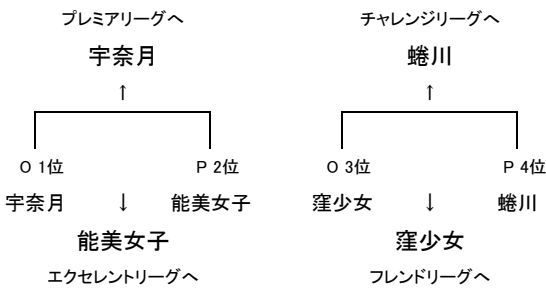 プレミアリーグへ チャレンジリーグへ
宇奈月 蜷川
↑ ↑
O 1位 P 2位 O 3位 P 4位
宇奈月 ↓ 能美女子 窪少女 ↓ 蜷川
能美女子 窪少女
エクセレントリーグへ フレンドリーグへ